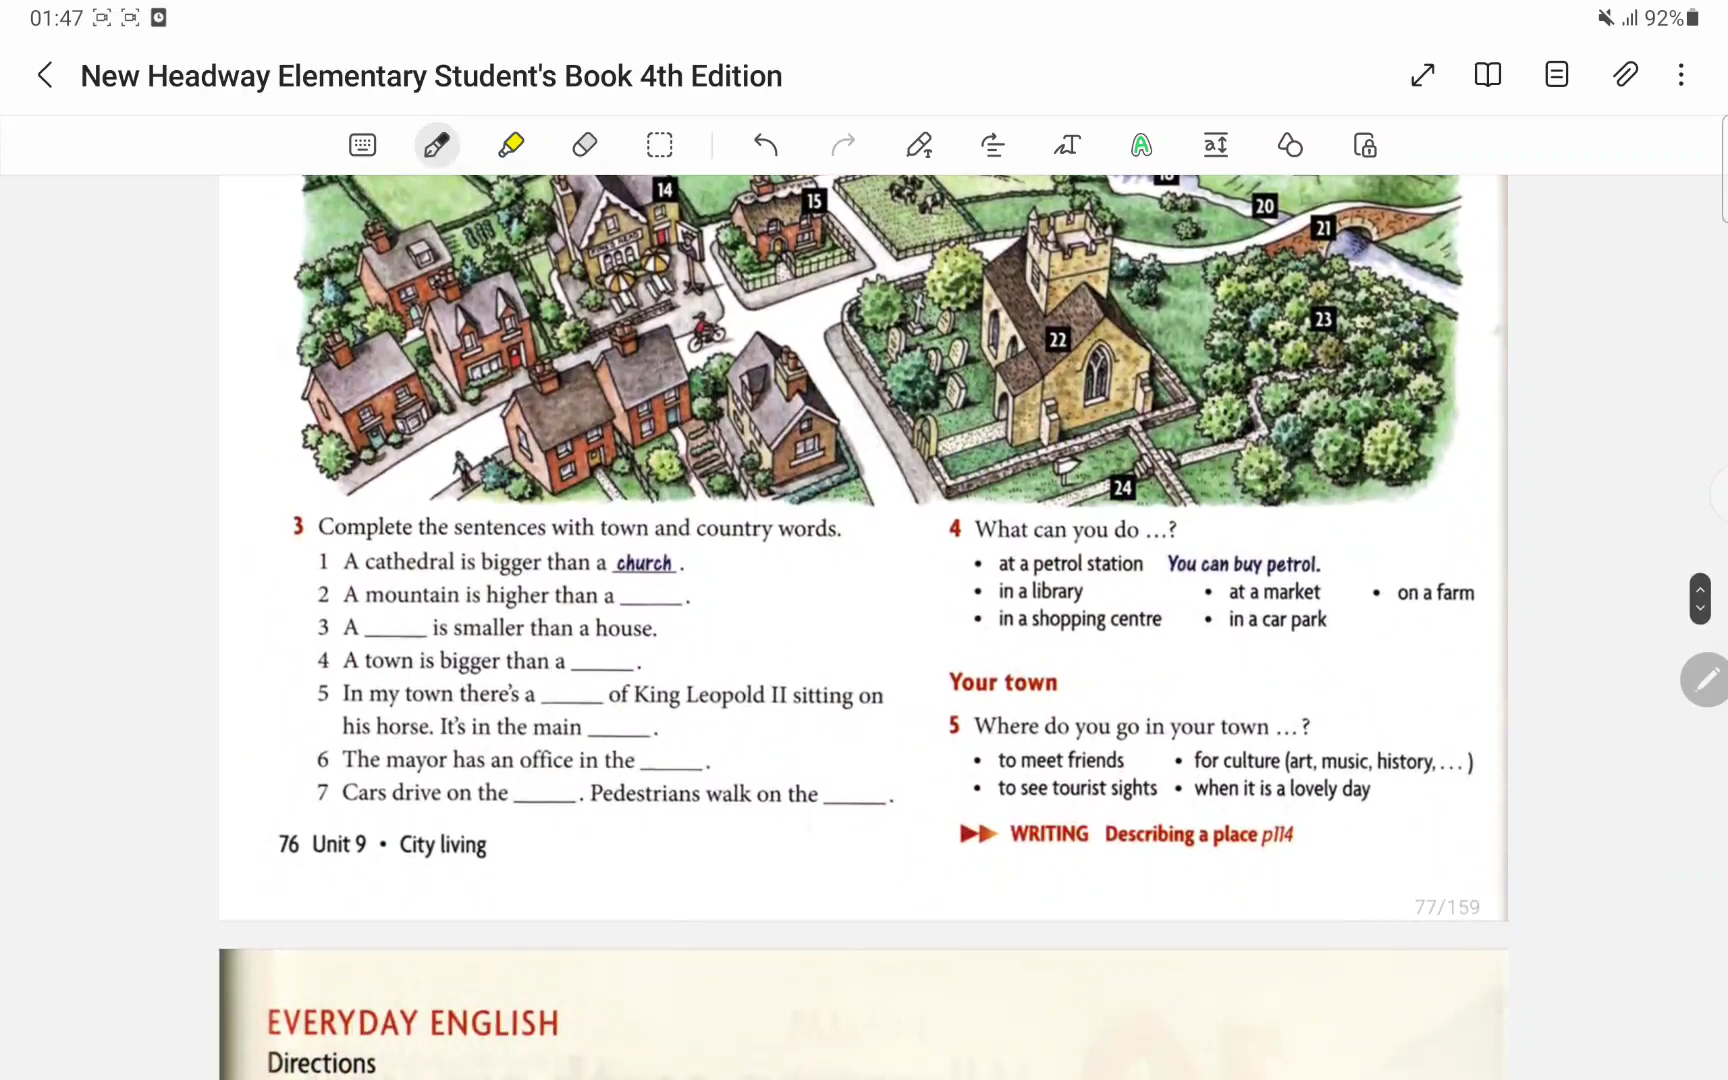 01:47
92%
New Headway Elementary Student's Book 4th Edition
14
15
20
21
22
23
24
3 Complete the sentences with town and country words.
1 A cathedral is bigger than a church.
2 A mountain is higher than a ______.
3 A ______ is smaller than a house.
4 A town is bigger than a ______.
5 In my town there's a ______ of King Leopold II sitting on
his horse. It's in the main ______.
6 The mayor has an office in the ______.
7 Cars drive on the ______. Pedestrians walk on the ______.
76 Unit 9 • City living
4 What can you do …?
• at a petrol station You can buy petrol.
• in a library • at a market • on a farm
• in a shopping centre • in a car park
Your town
5 Where do you go in your town …?
• to meet friends • for culture (art, music, history, …)
• to see tourist sights • when it is a lovely day
WRITING Describing a place p114
77/159
EVERYDAY ENGLISH
Directions